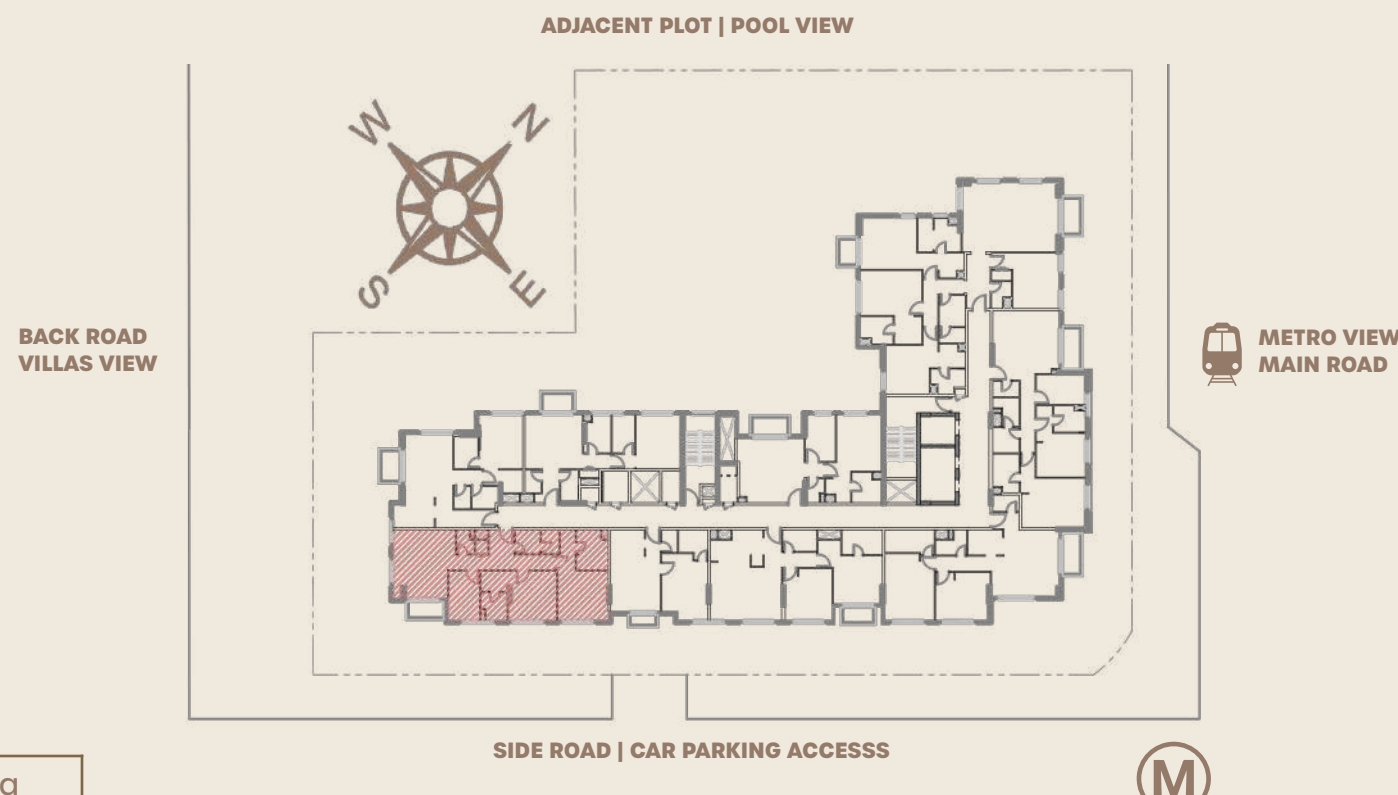 ADJACENT PLOT | POOL VIEW
W
N
S
E
BACK ROAD
VILLAS VIEW
METRO VIEW
MAIN ROAD
SIDE ROAD | CAR PARKING ACCESSS
M